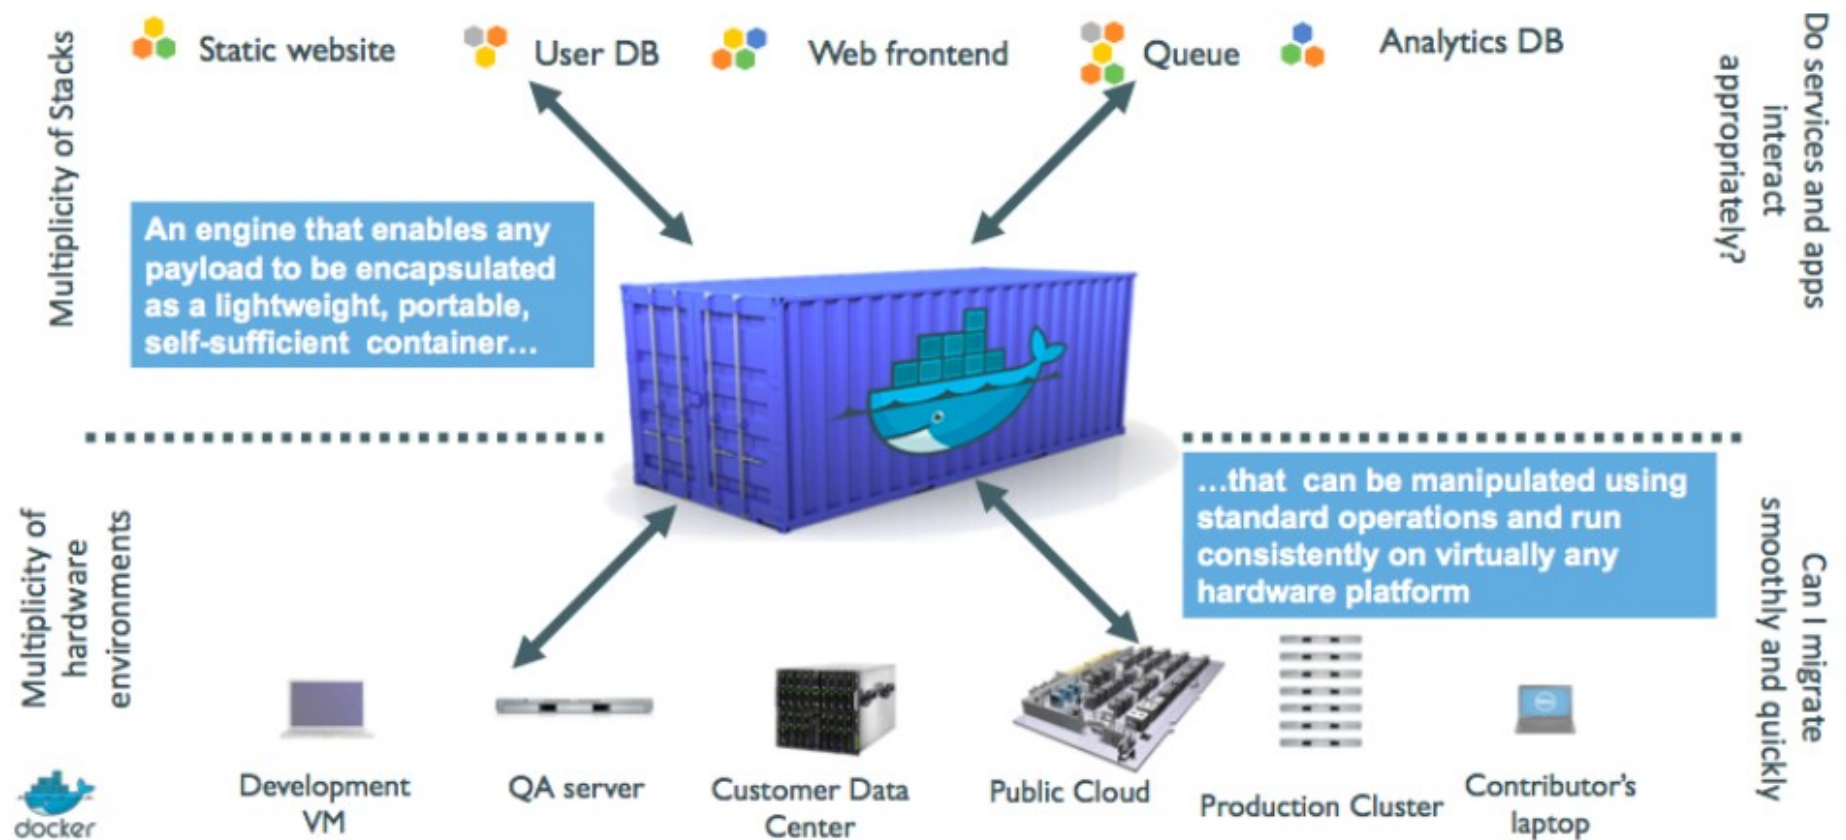 Static website
User DB
Web frontend
Queue
Analytics DB
Multiplicity of Stacks
Do services and apps
interact
appropriately?
An engine that enables any
payload to be encapsulated
as a lightweight, portable,
self-sufficient container…
…that can be manipulated using
standard operations and run
consistently on virtually any
hardware platform
Multiplicity of
hardware
environments
Can I migrate
smoothly and quickly
Development
VM
QA server
Customer Data
Center
Public Cloud
Production Cluster
Contributor’s
laptop
docker